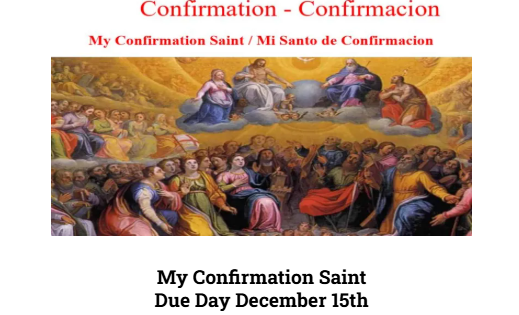 Confirmation - Confirmacion
My Confirmation Saint / Mi Santo de Confirmacion
My Confirmation Saint
Due Day December 15th